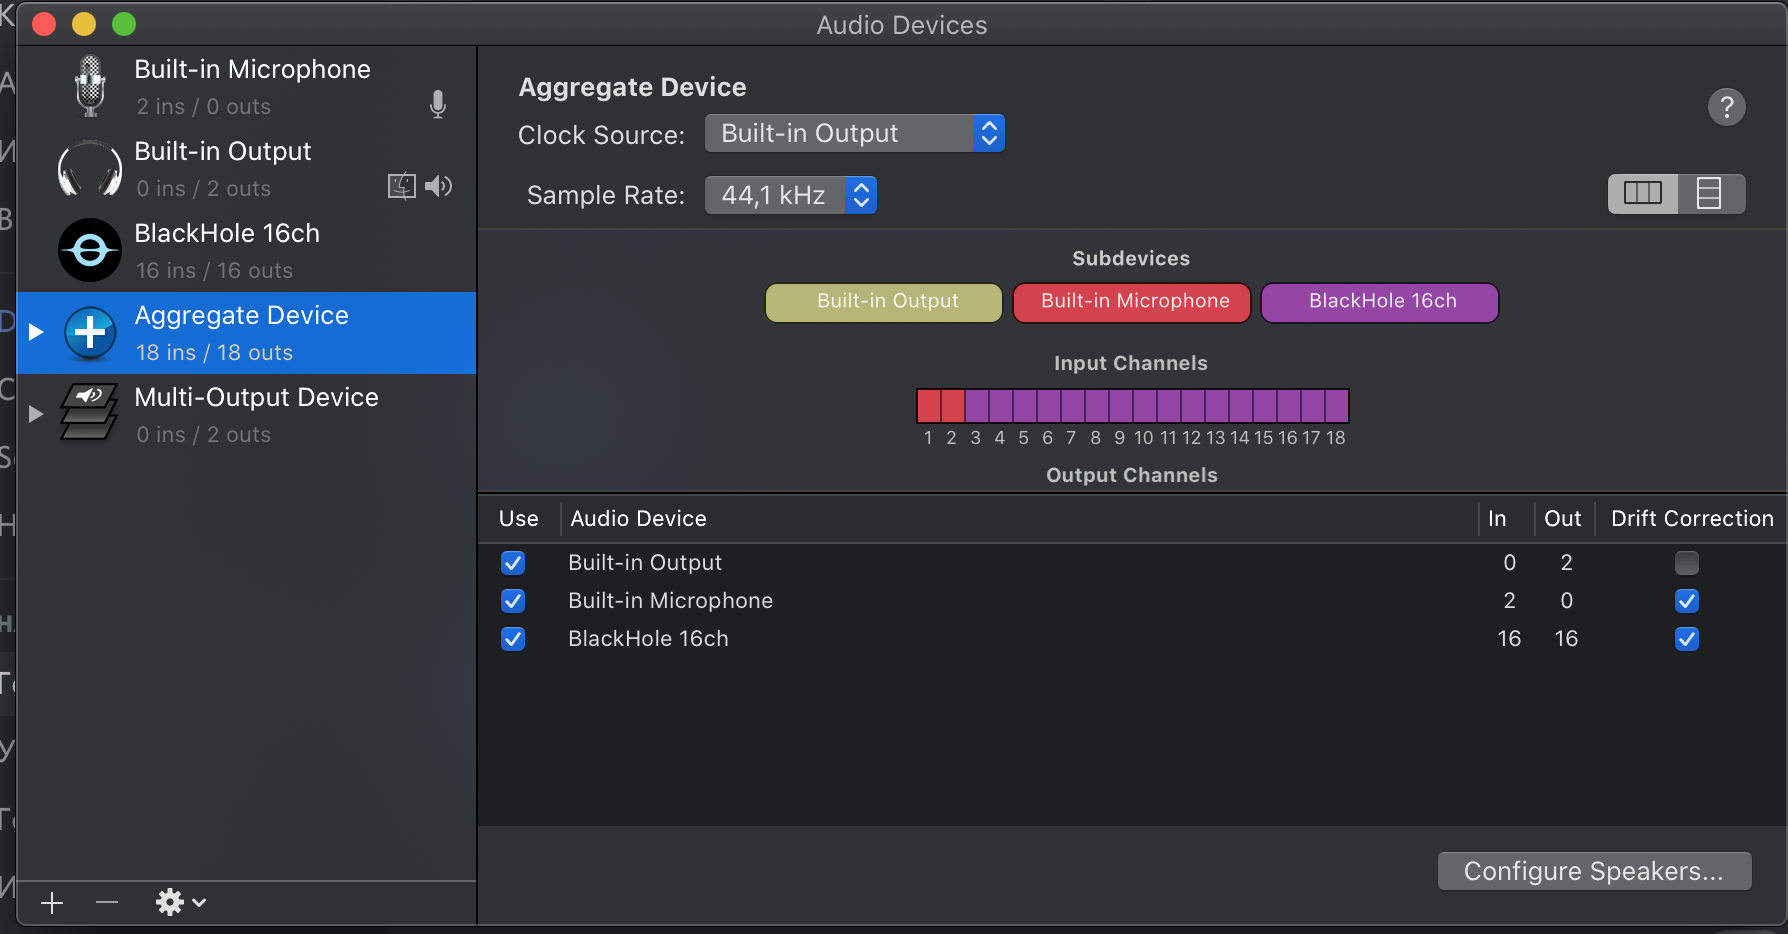 Audio Devices
Built-in Microphone
2 ins / 0 outs
Built-in Output
0 ins / 2 outs
BlackHole 16ch
16 ins / 16 outs
Aggregate Device
18 ins / 18 outs
Multi-Output Device
0 ins / 2 outs
Aggregate Device
?
Clock Source: Built-in Output
Sample Rate: 44,1 kHz
Subdevices
Built-in Output Built-in Microphone BlackHole 16ch
Input Channels
1 2 3 4 5 6 7 8 9 10 11 12 13 14 15 16 17 18
Output Channels
Use Audio Device In Out Drift Correction
Built-in Output 0 2
Built-in Microphone 2 0
BlackHole 16ch 16 16
Configure Speakers...